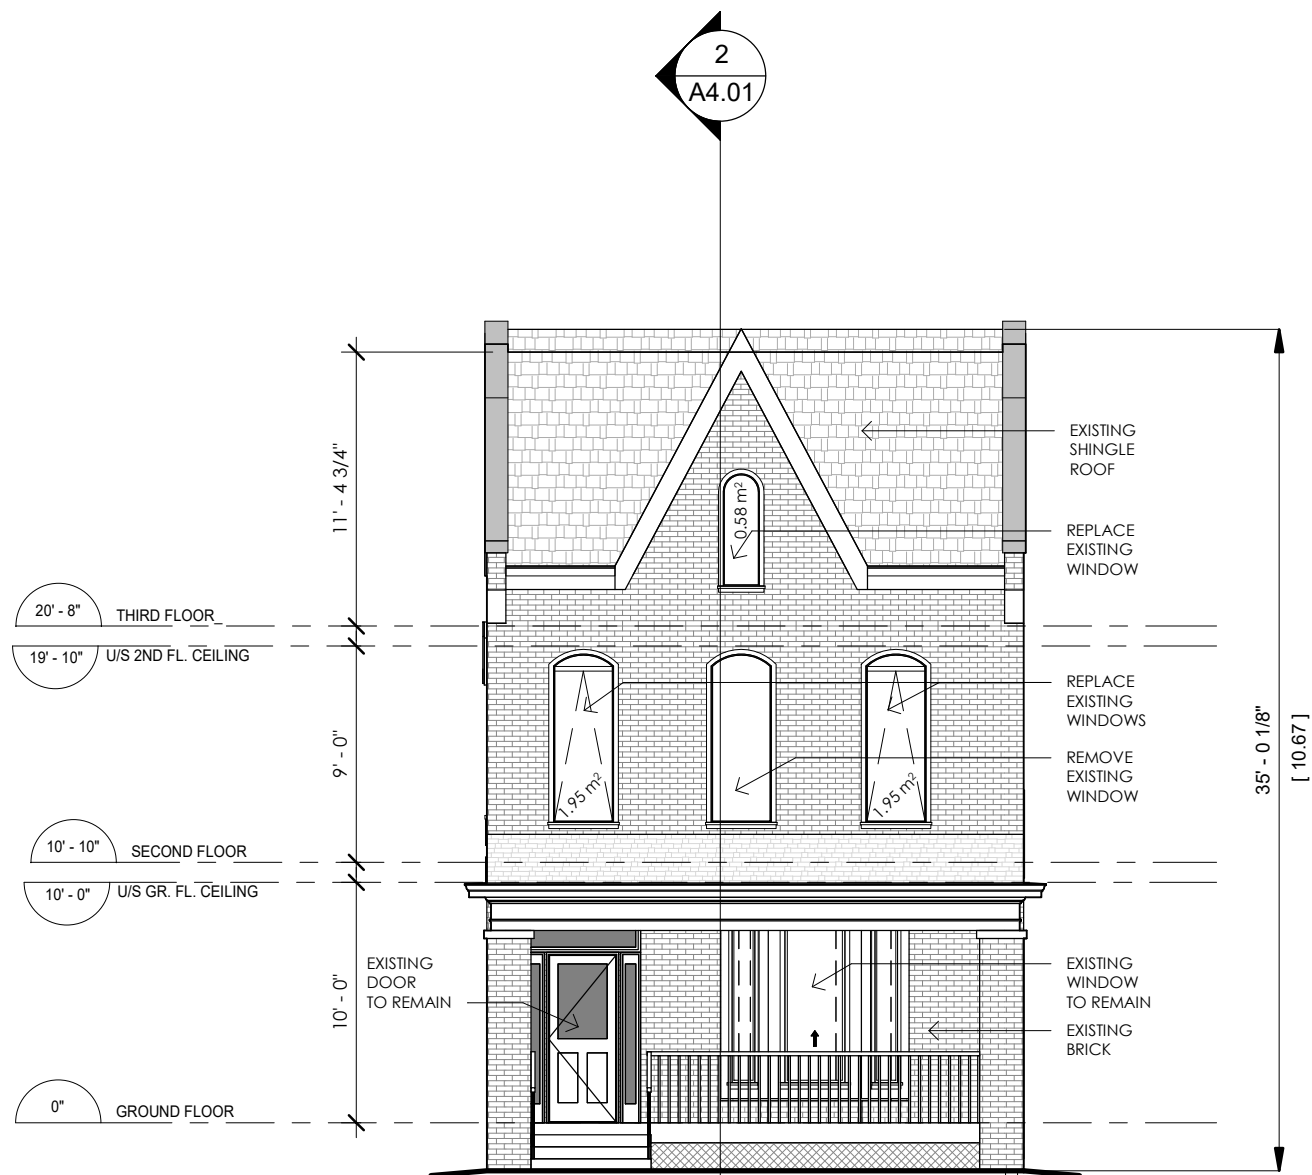 2
A4.01
11' - 4 3/4"
0.58 m²
EXISTING
SHINGLE
ROOF
REPLACE
EXISTING
WINDOW
20' - 8"
THIRD FLOOR
19' - 10"
U/S 2ND FL. CEILING
9' - 0"
1.95 m²
1.95 m²
REPLACE
EXISTING
WINDOWS
REMOVE
EXISTING
WINDOW
35' - 0 1/8"
[ 10.67 ]
10' - 10"
SECOND FLOOR
10' - 0"
U/S GR. FL. CEILING
10' - 0"
EXISTING
DOOR
TO REMAIN
EXISTING
WINDOW
TO REMAIN
EXISTING
BRICK
0"
GROUND FLOOR